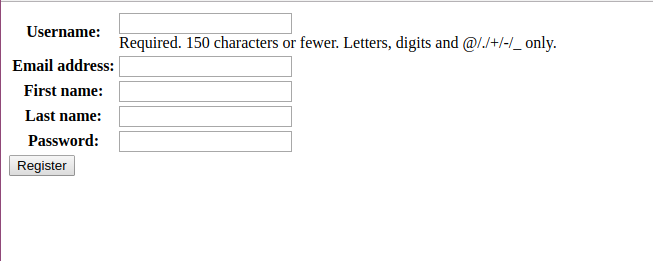 Username:
Required. 150 characters or fewer. Letters, digits and @/./+/-/_ only.
Email address:
First name:
Last name:
Password:
Register